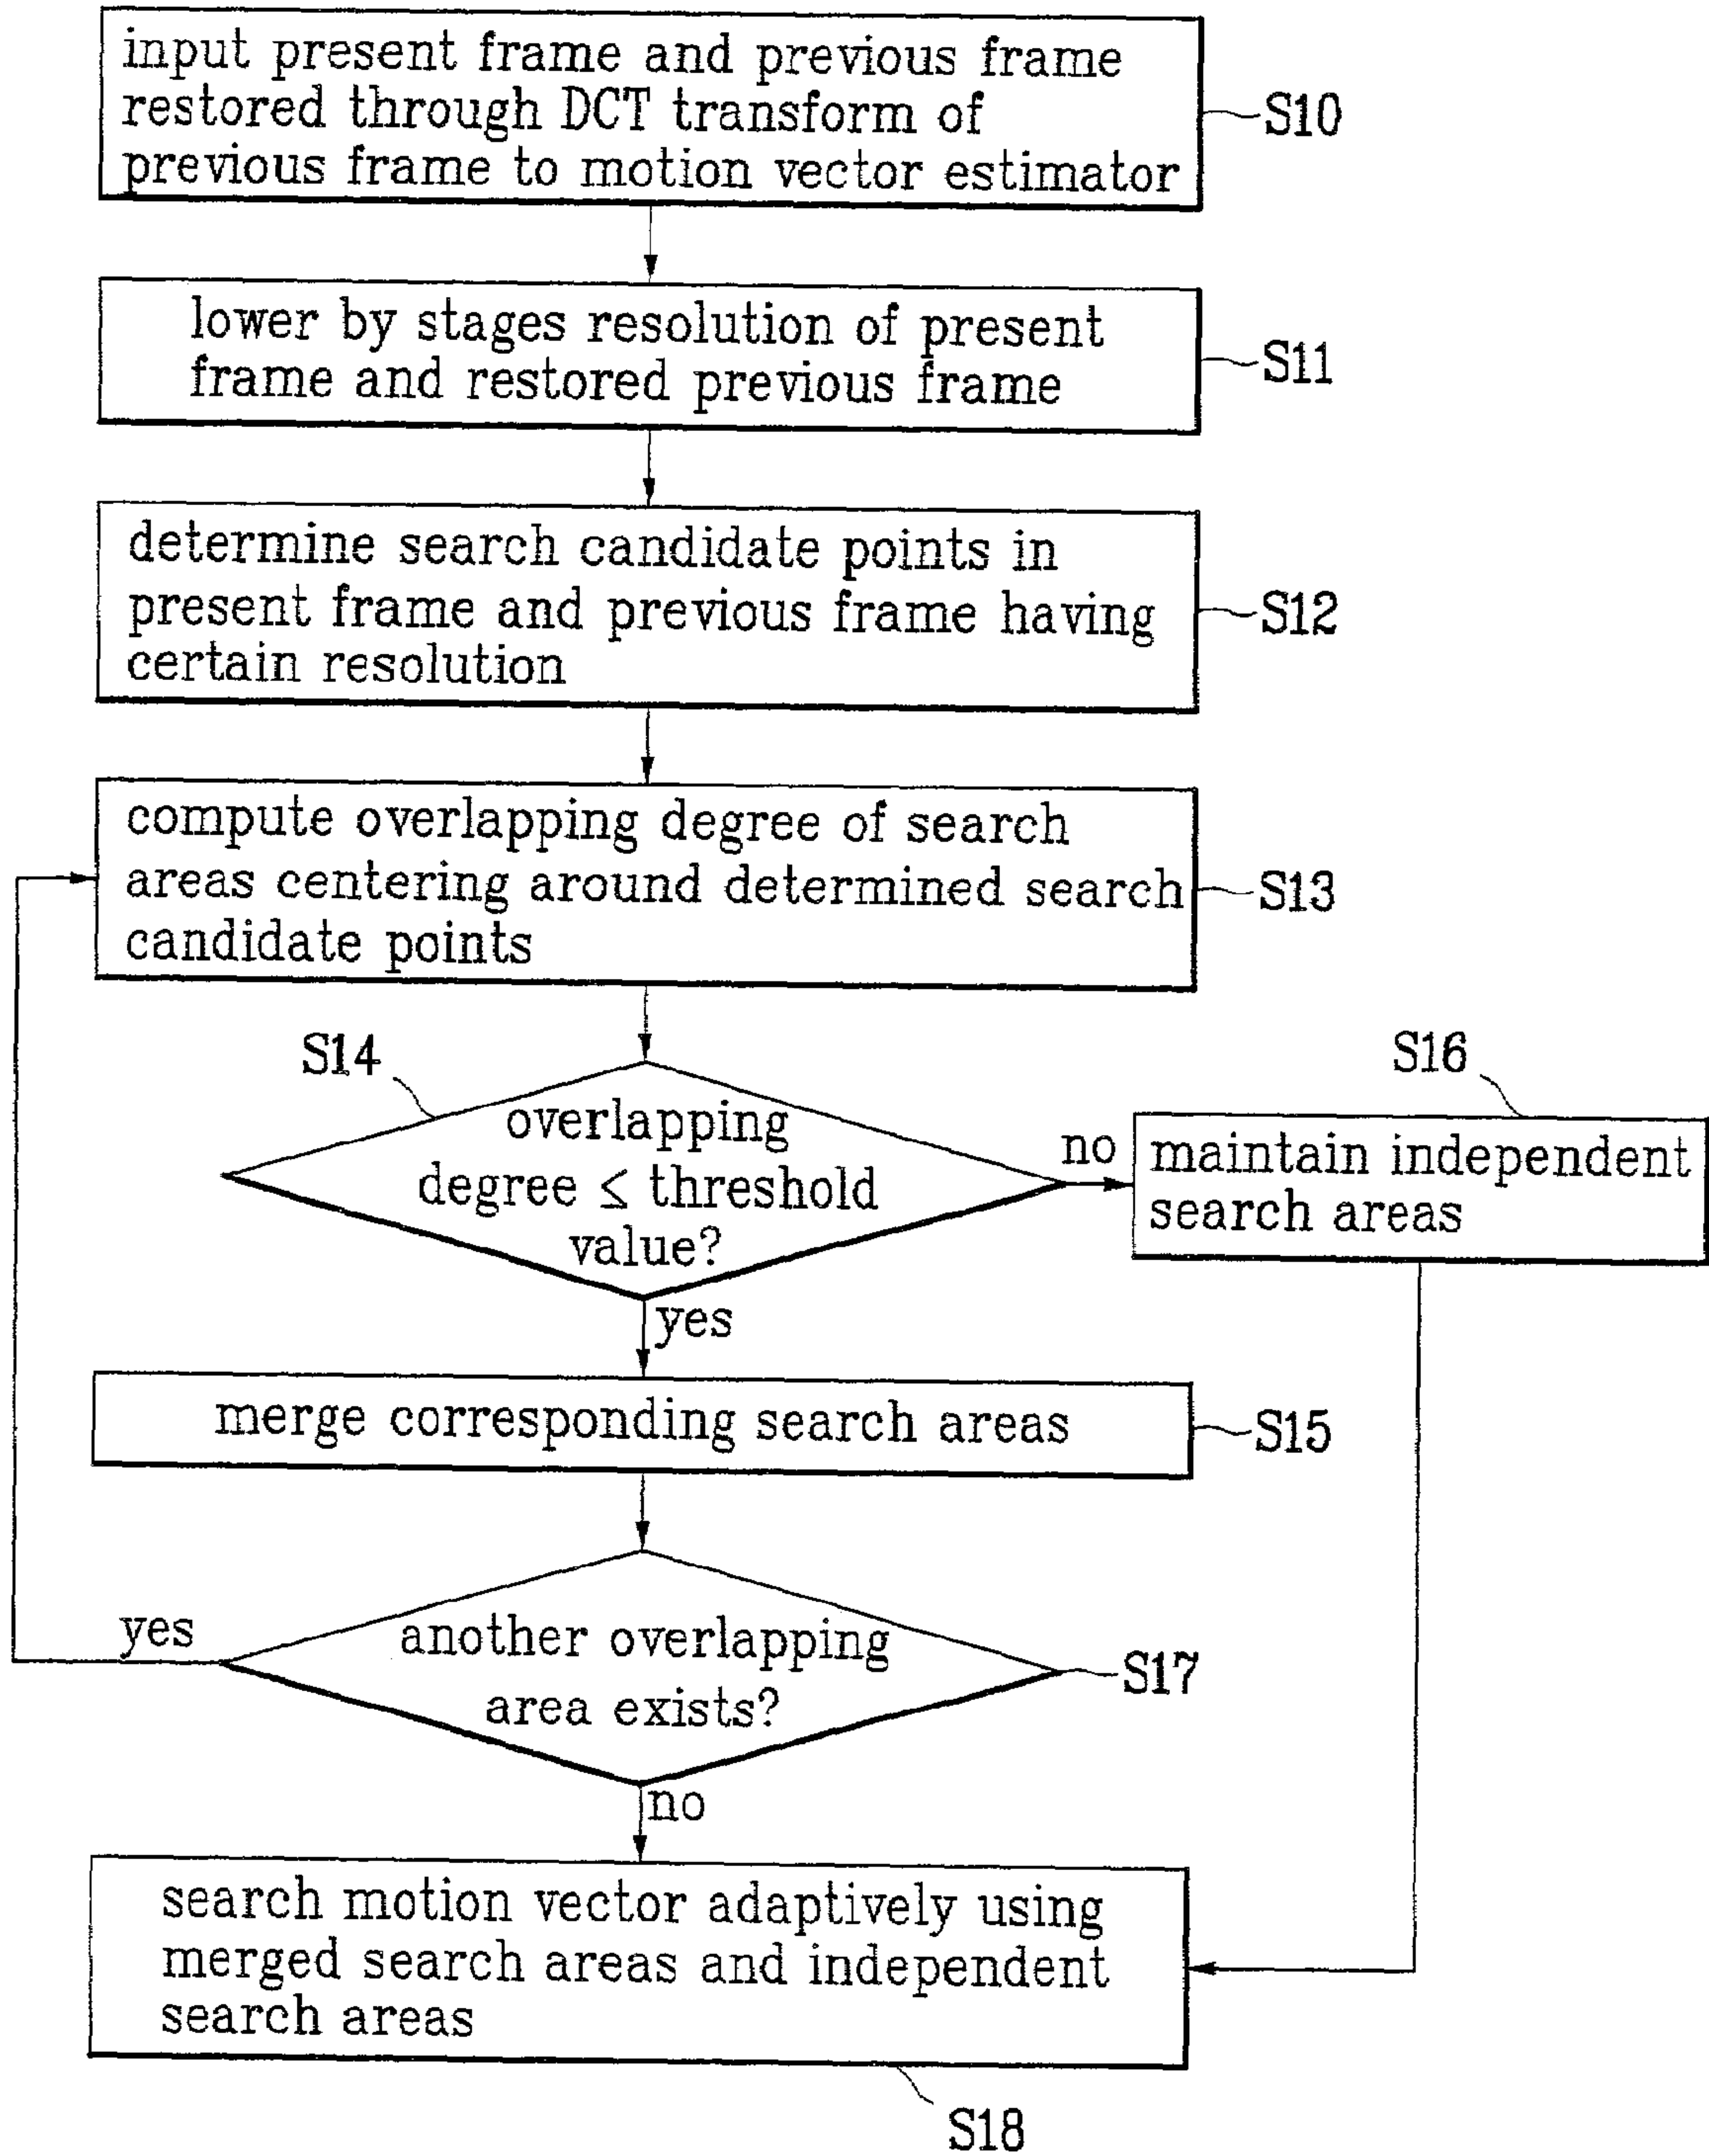 input present frame and previous frame
restored through DCT transform of
previous frame to motion vector estimator
S10
lower by stages resolution of present
frame and restored previous frame
S11
determine search candidate points in
present frame and previous frame having
certain resolution
S12
compute overlapping degree of search
areas centering around determined search
candidate points
S13
S14
overlapping
degree ≤ threshold
value?
no
S16
maintain independent
search areas
yes
merge corresponding search areas
S15
yes
another overlapping
area exists?
S17
no
search motion vector adaptively using
merged search areas and independent
search areas
S18